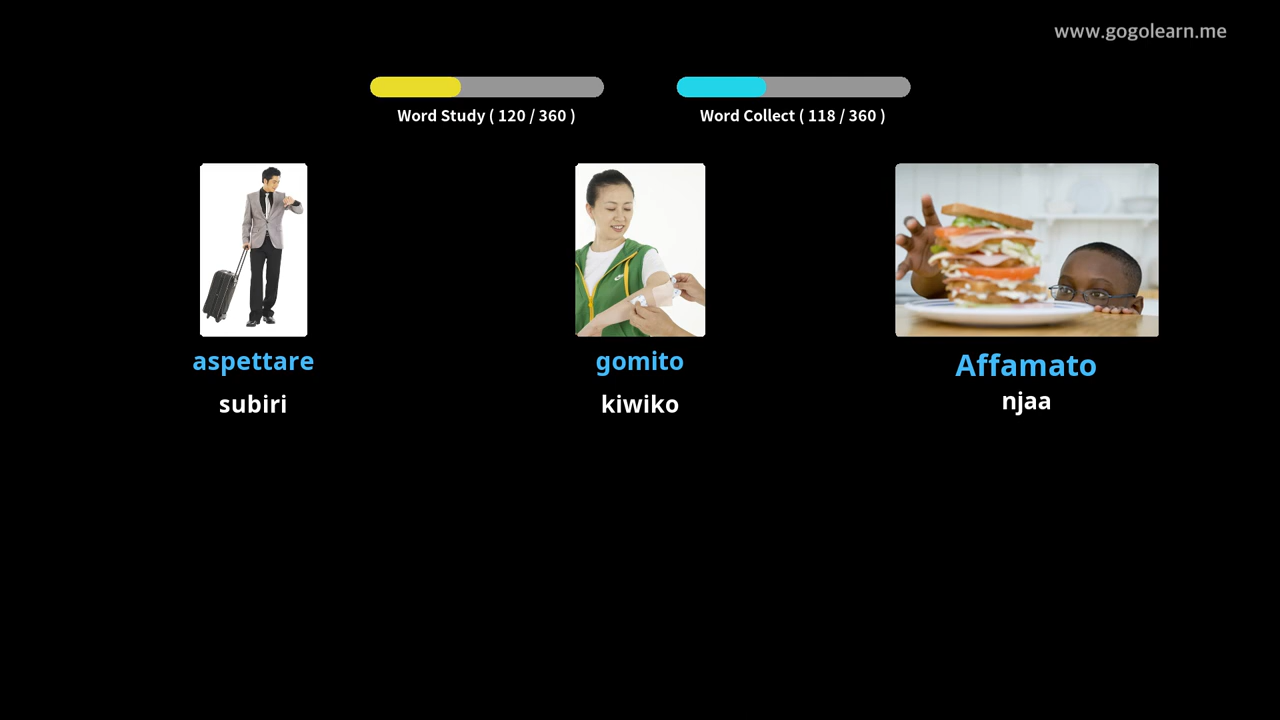 www.gogolearn.me
Word Study ( 120 / 360 )
Word Collect ( 118 / 360 )
aspettare
subiri
gomito
kiwiko
Affamato
njaa